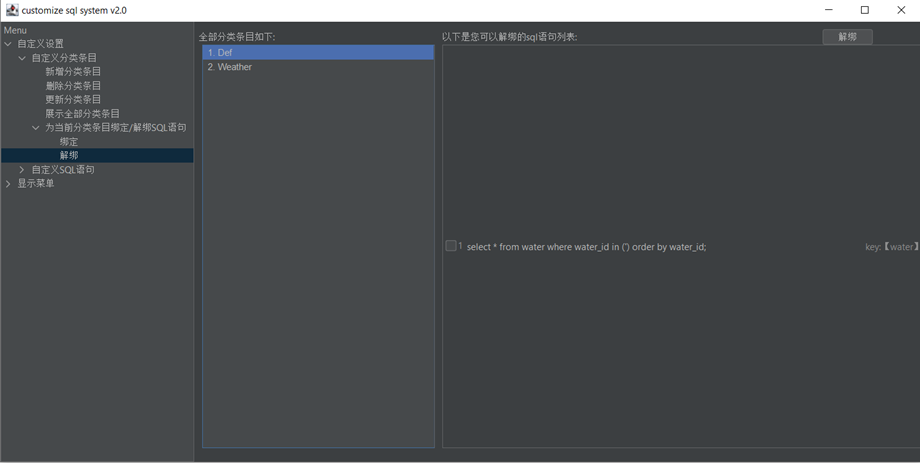 customize sql system v2.0
Menu
自定义设置
自定义分类条目
新增分类条目
删除分类条目
更新分类条目
展示全部分类条目
为当前分类条目绑定/解绑SQL语句
绑定
解绑
自定义SQL语句
显示菜单
全部分类条目如下:
1. Def
2. Weather
以下是您可以解绑的sql语句列表:
解绑
1 select * from water where water_id in (') order by water_id; key:【water】